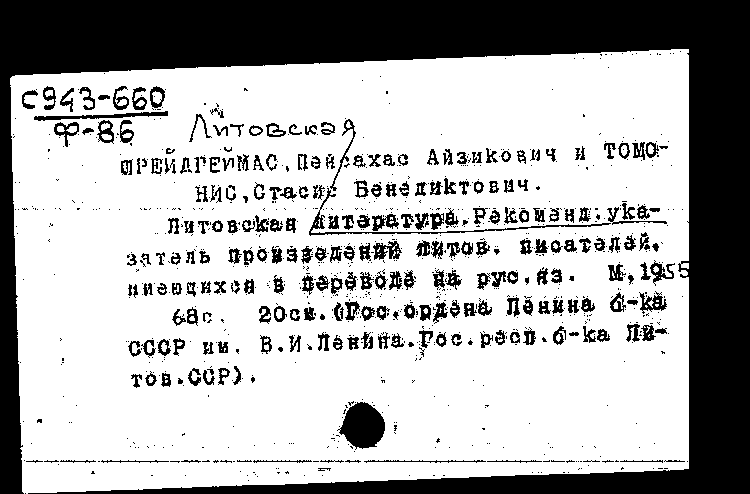 С943-660
Ф-86
Литовская
ФРЕЙДГЕЙМАС, Пейсахас Айзикович и ТОМО-
НИС, Стасис Бенедиктович.
Литовская литература. Рекоменд. ука-
затель произведений литов. писателей,
имеющихся в переводе на рус. яз. М, 1955
68с. 20см. (Гос. ордена Ленина б-ка
СССР им. В.И.Ленина. Гос. респ. б-ка Ли-
тов. ССР).